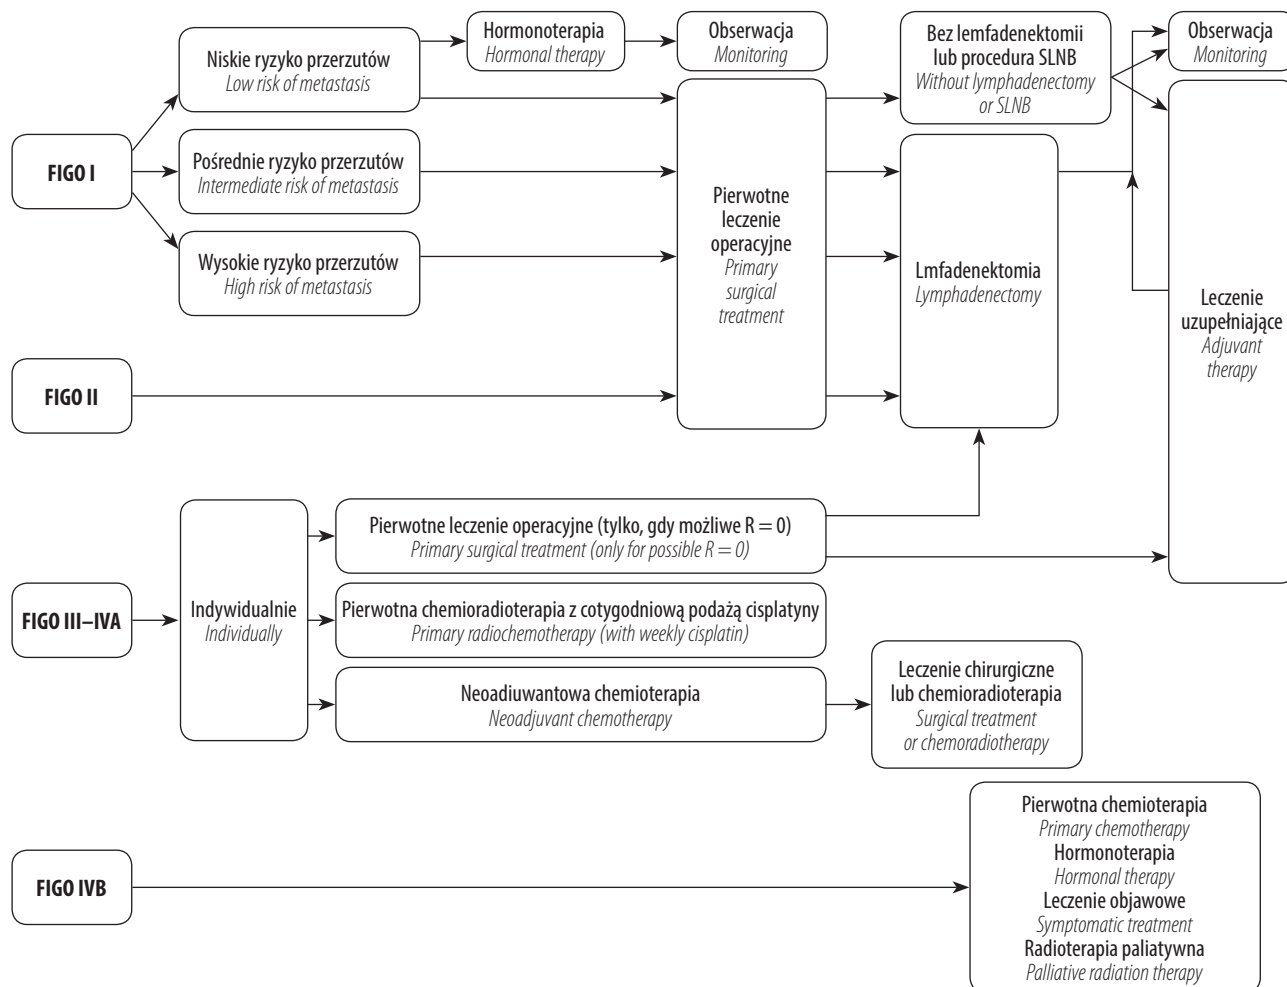 FIGO I
Niskie ryzyko przerzutów
Low risk of metastasis
Hormonoterapia
Hormonal therapy
Obserwacja
Monitoring
Bez lemfadenektomii
lub procedura SLNB
Without lymphadenectomy
or SLNB
Obserwacja
Monitoring
Pośrednie ryzyko przerzutów
Intermediate risk of metastasis
Wysokie ryzyko przerzutów
High risk of metastasis
Pierwotne
leczenie
operacyjne
Primary
surgical
treatment
Lmfadenektomia
Lymphadenectomy
Leczenie
uzupełniające
Adjuvant
therapy
FIGO II
FIGO III–IVA
Indywidualnie
Individually
Pierwotne leczenie operacyjne (tylko, gdy możliwe R = 0)
Primary surgical treatment (only for possible R = 0)
Pierwotna chemioradioterapia z cotygodniową podażą cisplatyny
Primary radiochemotherapy (with weekly cisplatin)
Neoadiuwantowa chemioterapia
Neoadjuvant chemotherapy
Leczenie chirurgiczne
lub chemioradioterapia
Surgical treatment
or chemoradiotherapy
FIGO IVB
Pierwotna chemioterapia
Primary chemotherapy
Hormonoterapia
Hormonal therapy
Leczenie objawowe
Symptomatic treatment
Radioterapia paliatywna
Palliative radiation therapy